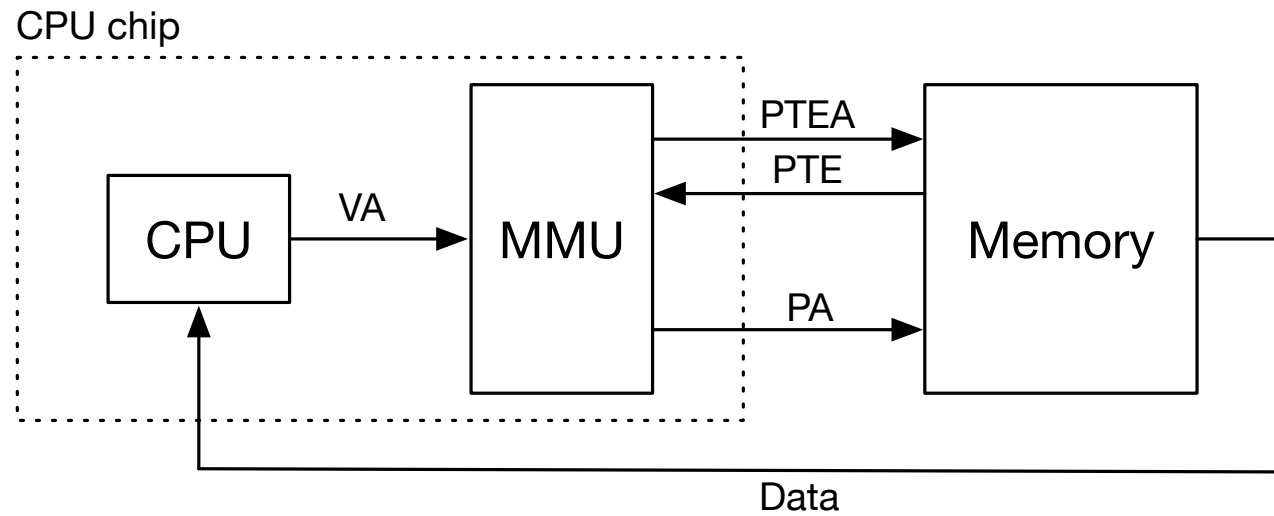 CPU chip
PTEA
PTE
VA
CPU
MMU
Memory
PA
Data